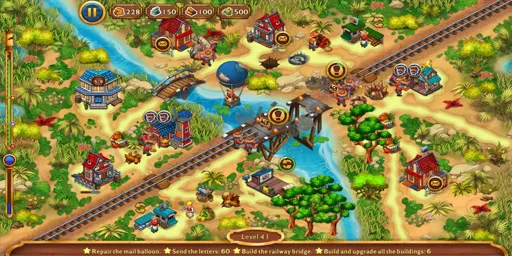 228 150 100 500
Level 41
Repair the mail balloon. Send the letters: 60 Build the railway bridge. Build and upgrade all the buildings: 6